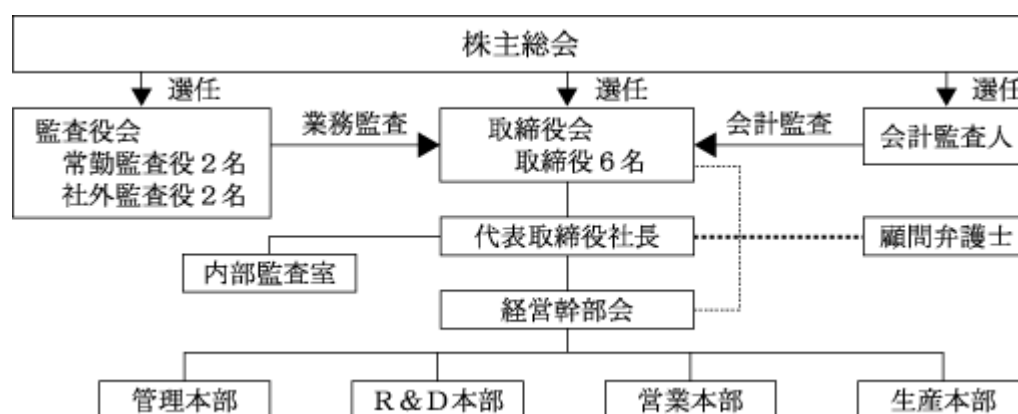 株主総会
選任
選任
選任
監査役会
常勤監査役2名
社外監査役2名
業務監査
取締役会
取締役6名
会計監査
会計監査人
代表取締役社長
顧問弁護士
内部監査室
経営幹部会
管理本部
R&D本部
営業本部
生産本部